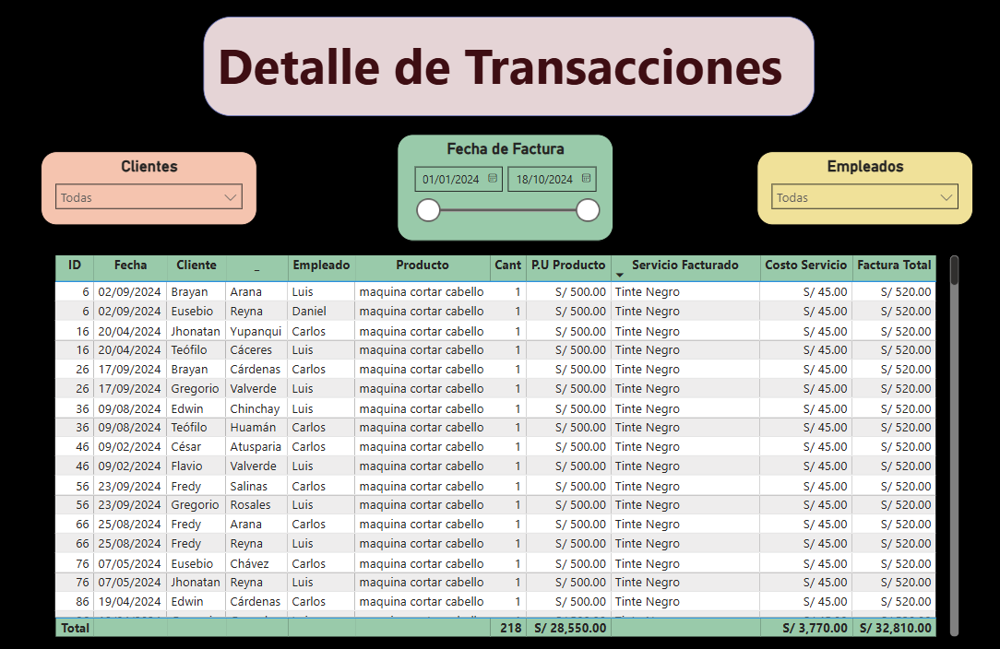 Detalle de Transacciones
Clientes
Todas
Fecha de Factura
01/01/2024 18/10/2024
Empleados
Todas
ID Fecha Cliente _ Empleado Producto Cant P.U Producto Servicio Facturado Costo Servicio Factura Total
6 02/09/2024 Brayan Arana Luis maquina cortar cabello 1 S/ 500.00 Tinte Negro S/ 45.00 S/ 520.00
6 02/09/2024 Eusebio Reyna Daniel maquina cortar cabello 1 S/ 500.00 Tinte Negro S/ 45.00 S/ 520.00
16 20/04/2024 Jhonatan Yupanqui Carlos maquina cortar cabello 1 S/ 500.00 Tinte Negro S/ 45.00 S/ 520.00
16 20/04/2024 Teófilo Cáceres Luis maquina cortar cabello 1 S/ 500.00 Tinte Negro S/ 45.00 S/ 520.00
26 17/09/2024 Brayan Cárdenas Carlos maquina cortar cabello 1 S/ 500.00 Tinte Negro S/ 45.00 S/ 520.00
26 17/09/2024 Gregorio Valverde Luis maquina cortar cabello 1 S/ 500.00 Tinte Negro S/ 45.00 S/ 520.00
36 09/08/2024 Edwin Chinchay Luis maquina cortar cabello 1 S/ 500.00 Tinte Negro S/ 45.00 S/ 520.00
36 09/08/2024 Teófilo Huamán Carlos maquina cortar cabello 1 S/ 500.00 Tinte Negro S/ 45.00 S/ 520.00
46 09/02/2024 César Atusparia Carlos maquina cortar cabello 1 S/ 500.00 Tinte Negro S/ 45.00 S/ 520.00
46 09/02/2024 Flavio Valverde Luis maquina cortar cabello 1 S/ 500.00 Tinte Negro S/ 45.00 S/ 520.00
56 23/09/2024 Fredy Salinas Carlos maquina cortar cabello 1 S/ 500.00 Tinte Negro S/ 45.00 S/ 520.00
56 23/09/2024 Gregorio Rosales Luis maquina cortar cabello 1 S/ 500.00 Tinte Negro S/ 45.00 S/ 520.00
66 25/08/2024 Fredy Arana Carlos maquina cortar cabello 1 S/ 500.00 Tinte Negro S/ 45.00 S/ 520.00
66 25/08/2024 Fredy Reyna Luis maquina cortar cabello 1 S/ 500.00 Tinte Negro S/ 45.00 S/ 520.00
76 07/05/2024 Eusebio Chávez Carlos maquina cortar cabello 1 S/ 500.00 Tinte Negro S/ 45.00 S/ 520.00
76 07/05/2024 Jhonatan Reyna Luis maquina cortar cabello 1 S/ 500.00 Tinte Negro S/ 45.00 S/ 520.00
86 19/04/2024 Edwin Cárdenas Carlos maquina cortar cabello 1 S/ 500.00 Tinte Negro S/ 45.00 S/ 520.00
Total 218 S/ 28,550.00 S/ 3,770.00 S/ 32,810.00